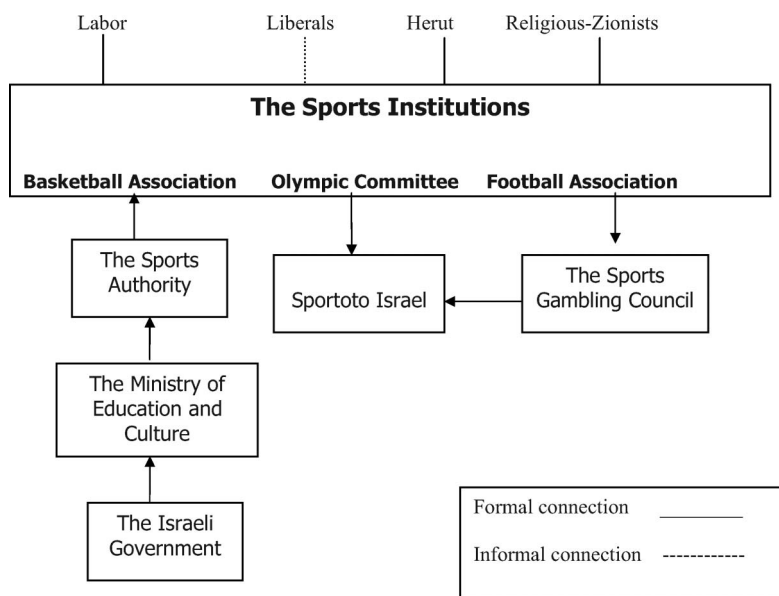 Labor Liberals Herut Religious-Zionists
The Sports Institutions
Basketball Association Olympic Committee Football Association
The Sports
Authority
Sportoto Israel
The Sports
Gambling Council
The Ministry of
Education and
Culture
The Israeli
Government
Formal connection
Informal connection